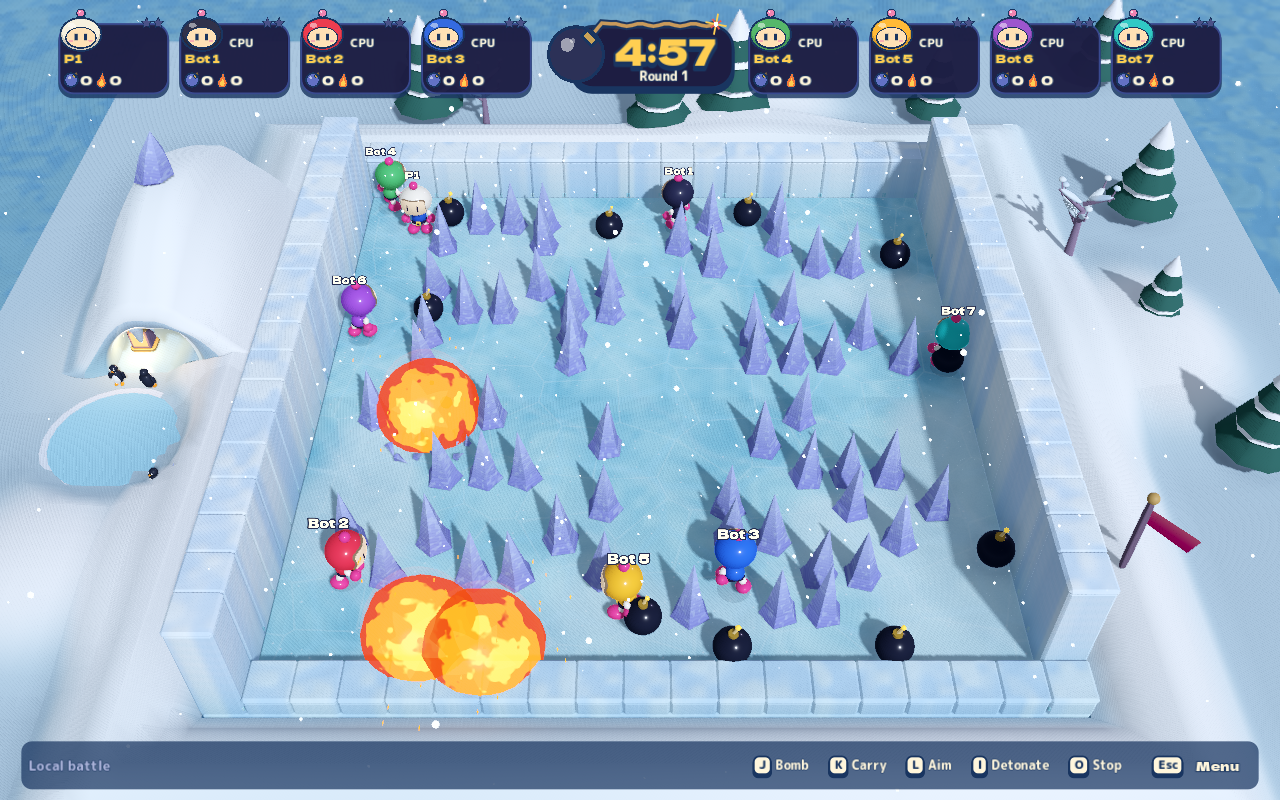 P1
0 0
Bot 1 CPU
0 0
Bot 2 CPU
0 0
Bot 3 CPU
0 0
4:57
Round 1
Bot 4 CPU
0 0
Bot 5 CPU
0 0
Bot 6 CPU
0 0
Bot 7 CPU
0 0
Bot 4
P1
Bot 1
Bot 6
Bot 7
Bot 2
Bot 3
Bot 5
Local battle
J Bomb K Carry L Aim I Detonate O Stop Esc Menu